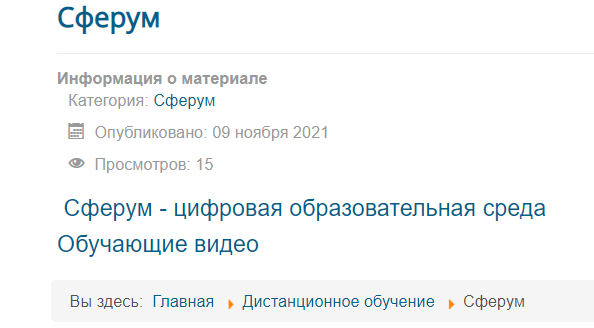 Сферум
Информация о материале
Категория: Сферум
Опубликовано: 09 ноября 2021
Просмотров: 15
Сферум - цифровая образовательная среда
Обучающие видео
Вы здесь: Главная Дистанционное обучение Сферум